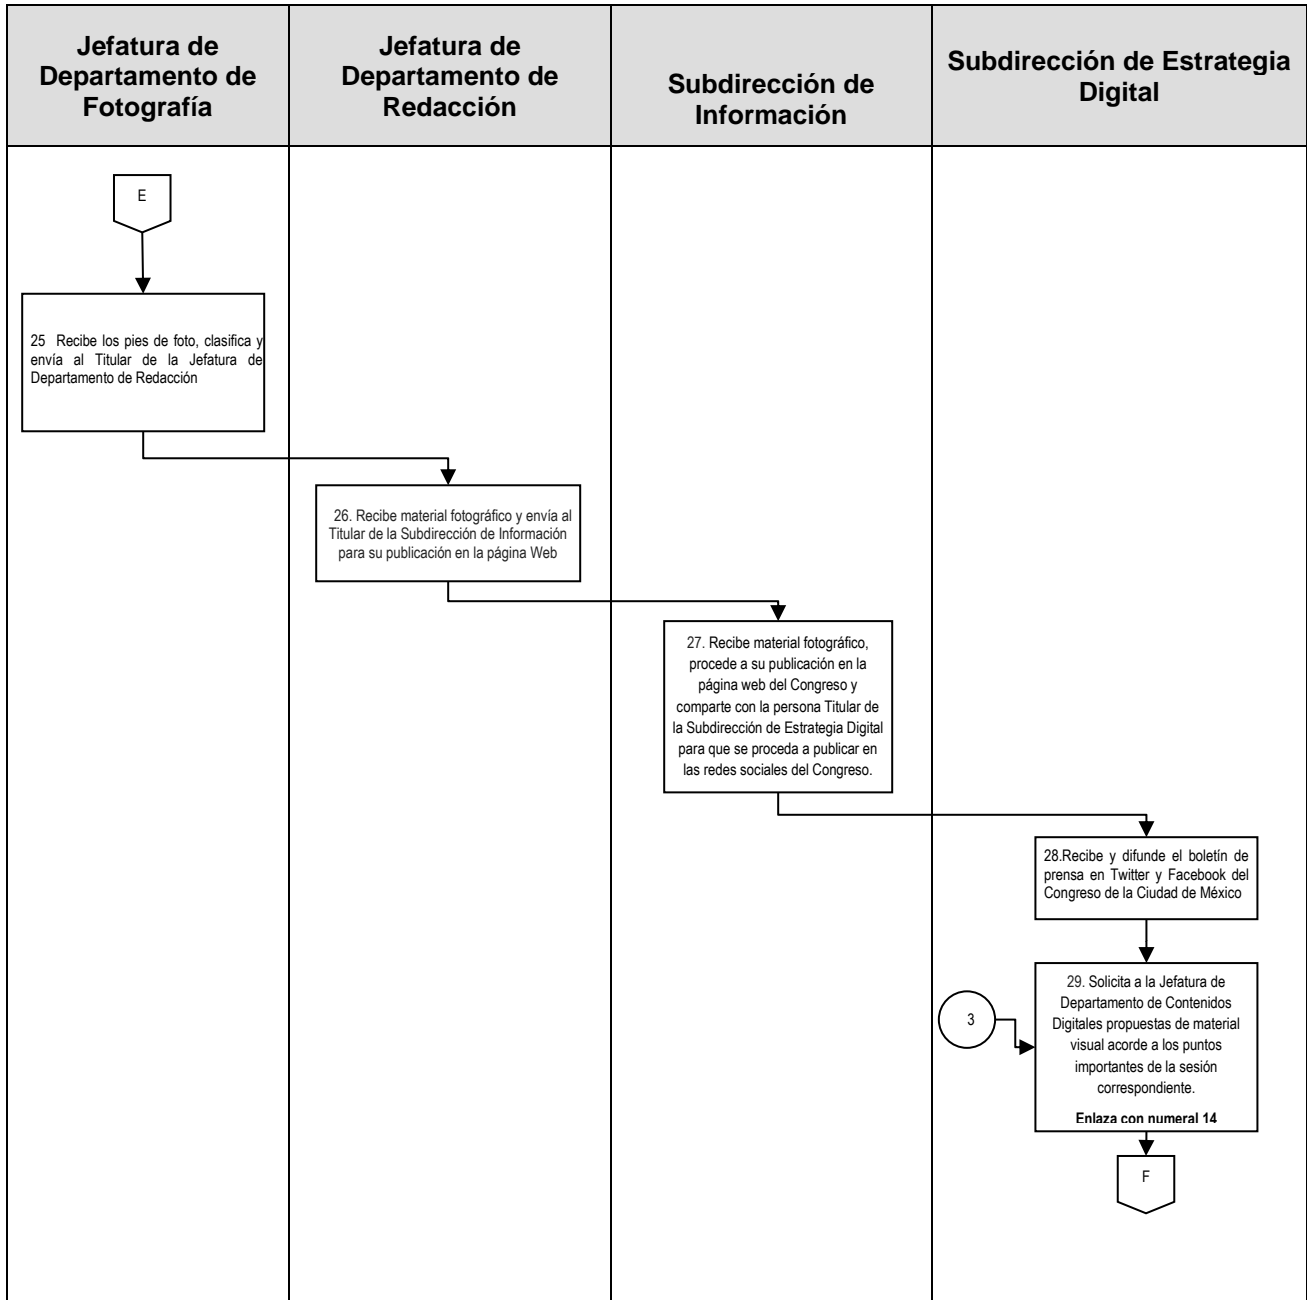 Jefatura de
Departamento de
Fotografía
Jefatura de
Departamento de
Redacción
Subdirección de
Información
Subdirección de Estrategia
Digital
E
25 Recibe los pies de foto, clasifica y
envía al Titular de la Jefatura de
Departamento de Redacción
26. Recibe material fotográfico y envía al
Titular de la Subdirección de Información
para su publicación en la página Web
27. Recibe material fotográfico,
procede a su publicación en la
página web del Congreso y
comparte con la persona Titular de
la Subdirección de Estrategia Digital
para que se proceda a publicar en
las redes sociales del Congreso.
28.Recibe y difunde el boletín de
prensa en Twitter y Facebook del
Congreso de la Ciudad de México
3
29. Solicita a la Jefatura de
Departamento de Contenidos
Digitales propuestas de material
visual acorde a los puntos
importantes de la sesión
correspondiente.
Enlaza con numeral 14
F